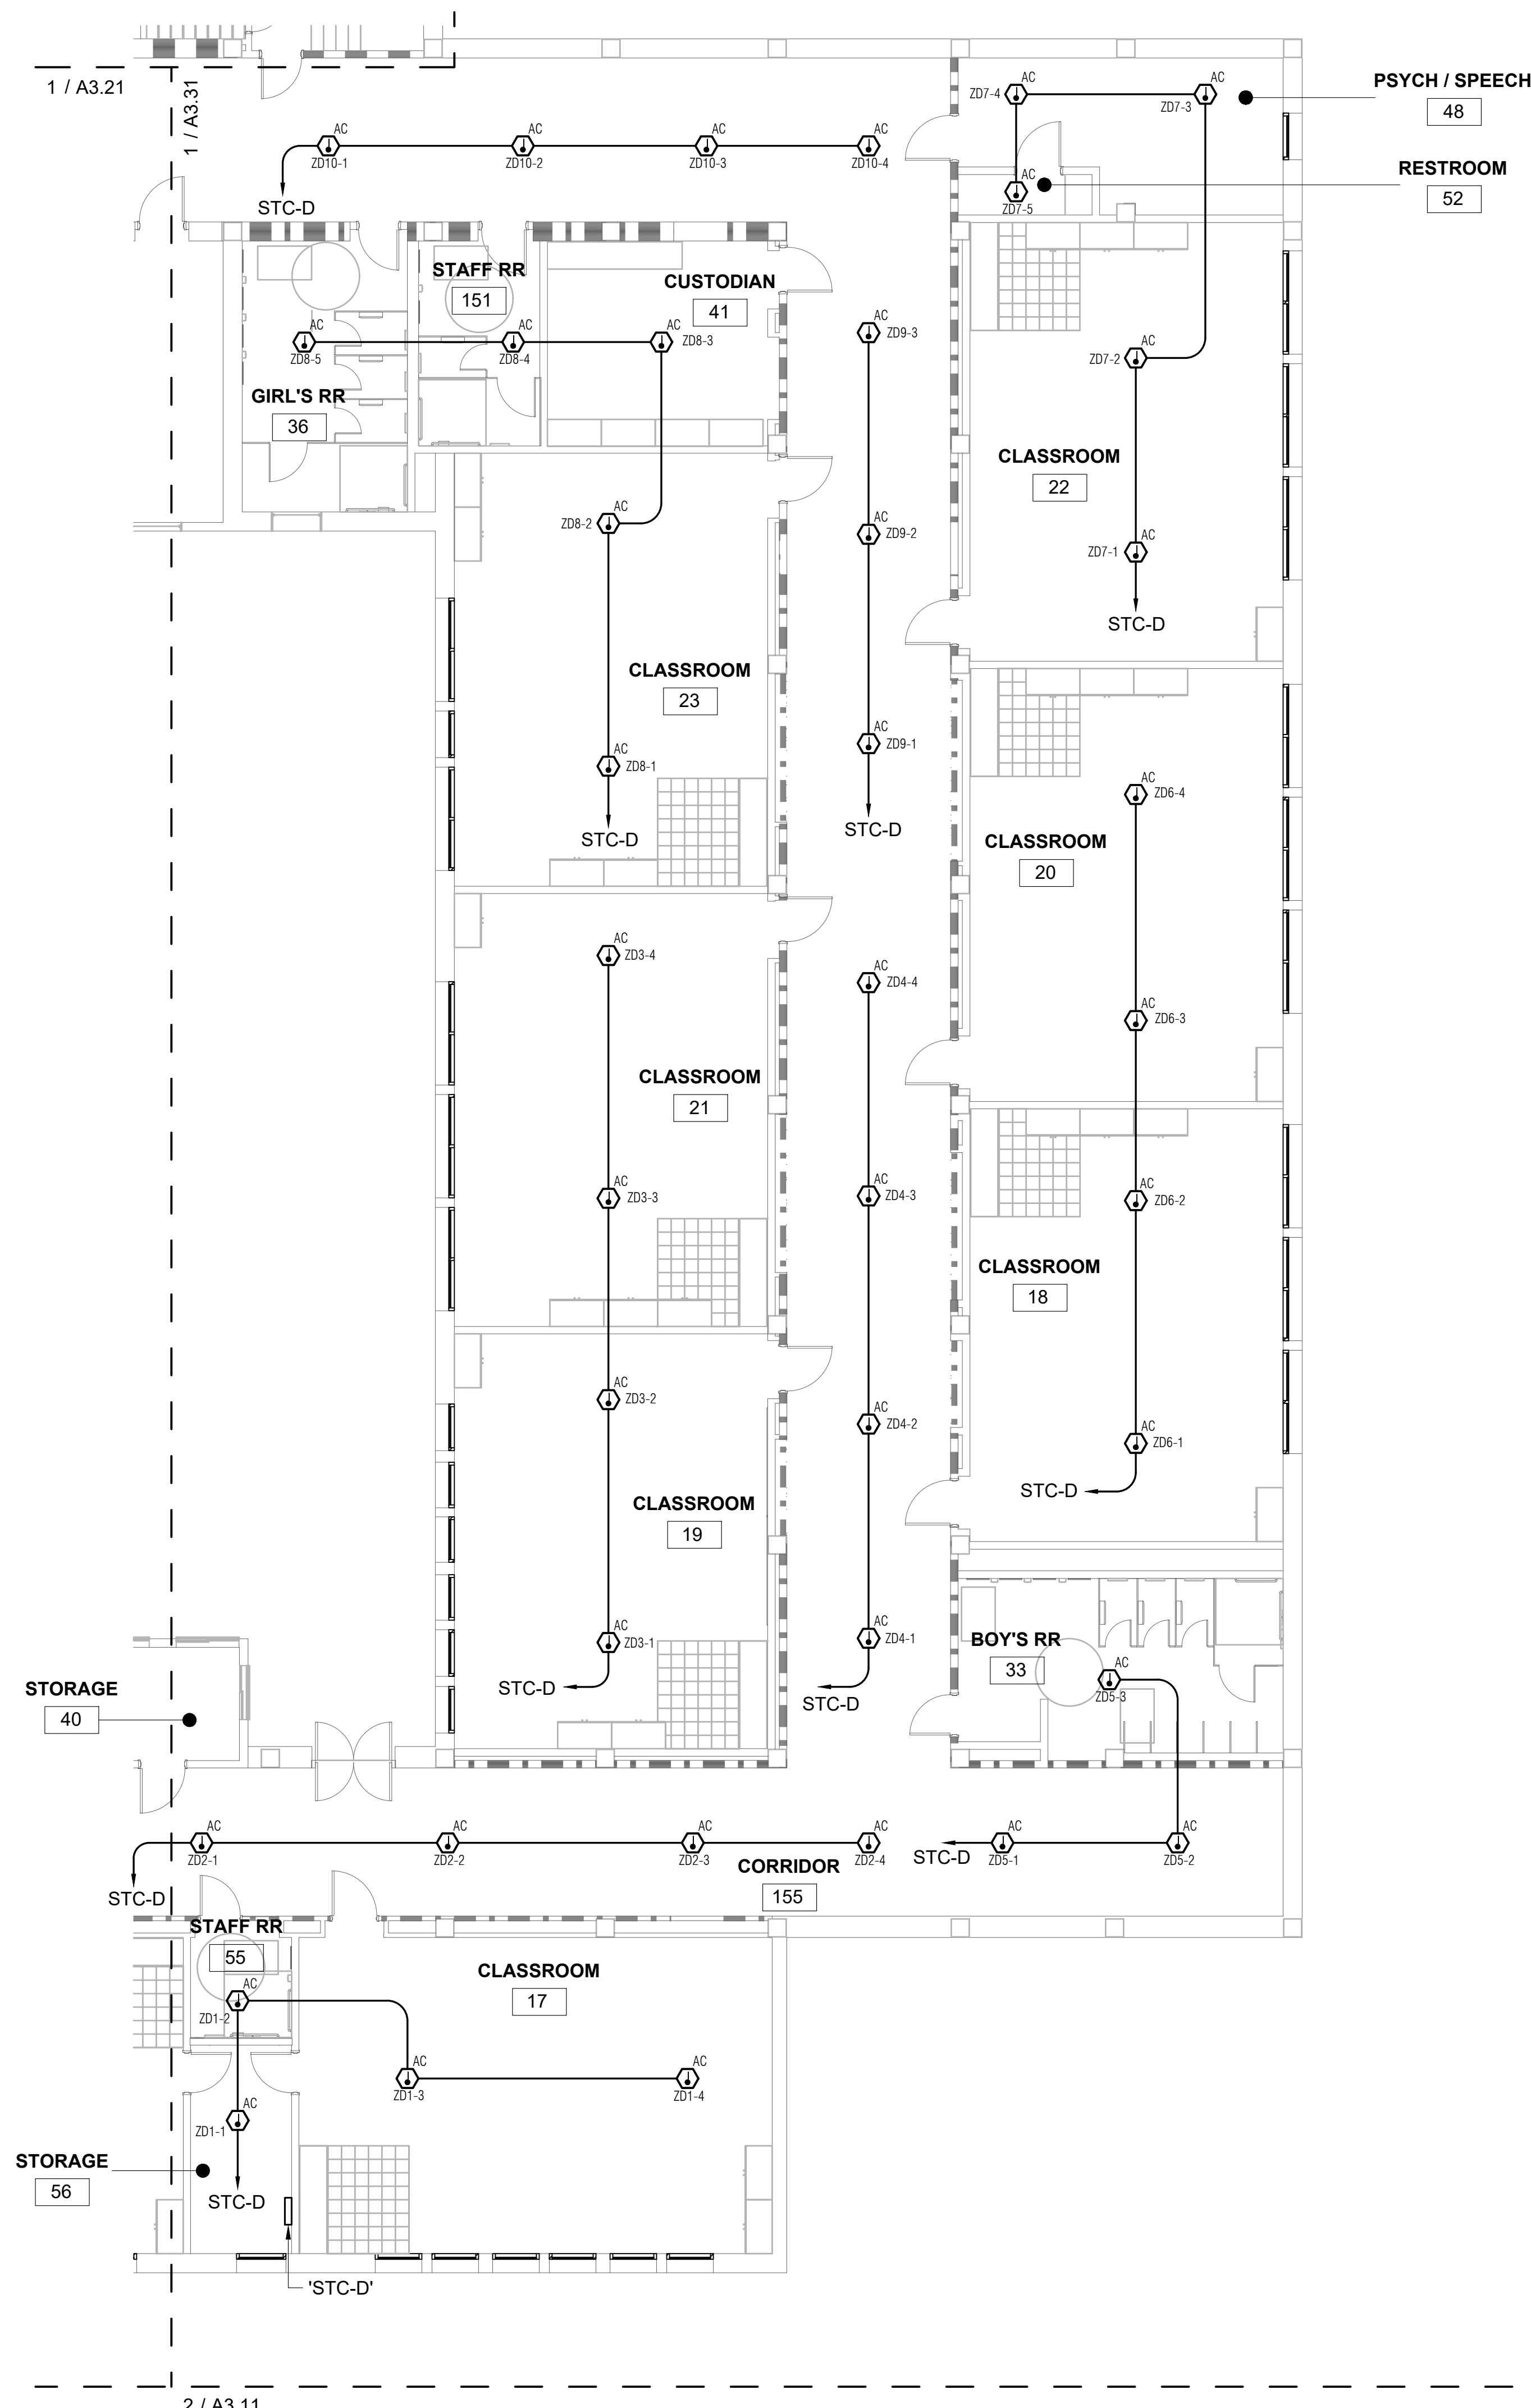 1 / A3.21
1 / A3.31
AC
ZD7-4
AC
ZD7-3
PSYCH / SPEECH
48
AC
ZD10-1
AC
ZD10-2
AC
ZD10-3
AC
ZD10-4
STC-D
RESTROOM
52
AC
ZD7-5
STAFF RR
151
CUSTODIAN
41
AC
ZD8-5
AC
ZD8-4
AC
ZD8-3
AC
ZD9-3
AC
ZD7-2
GIRL'S RR
36
CLASSROOM
22
AC
ZD8-2
AC
ZD9-2
AC
ZD7-1
STC-D
CLASSROOM
23
AC
ZD9-1
AC
ZD8-1
AC
ZD6-4
STC-D
STC-D
CLASSROOM
20
AC
ZD3-4
AC
ZD4-4
AC
ZD6-3
CLASSROOM
21
AC
ZD3-3
AC
ZD4-3
AC
ZD6-2
CLASSROOM
18
AC
ZD3-2
AC
ZD4-2
AC
ZD6-1
STC-D
CLASSROOM
19
AC
ZD3-1
AC
ZD4-1
BOY'S RR
33
AC
ZD5-3
STC-D
STC-D
STORAGE
40
AC
ZD2-1
AC
ZD2-2
AC
ZD2-3
AC
ZD2-4
STC-D
AC
ZD5-1
AC
ZD5-2
CORRIDOR
155
STC-D
STAFF RR
55
CLASSROOM
17
AC
ZD1-2
AC
ZD1-3
AC
ZD1-4
AC
ZD1-1
STORAGE
56
STC-D
'STC-D'
2 / A3.11